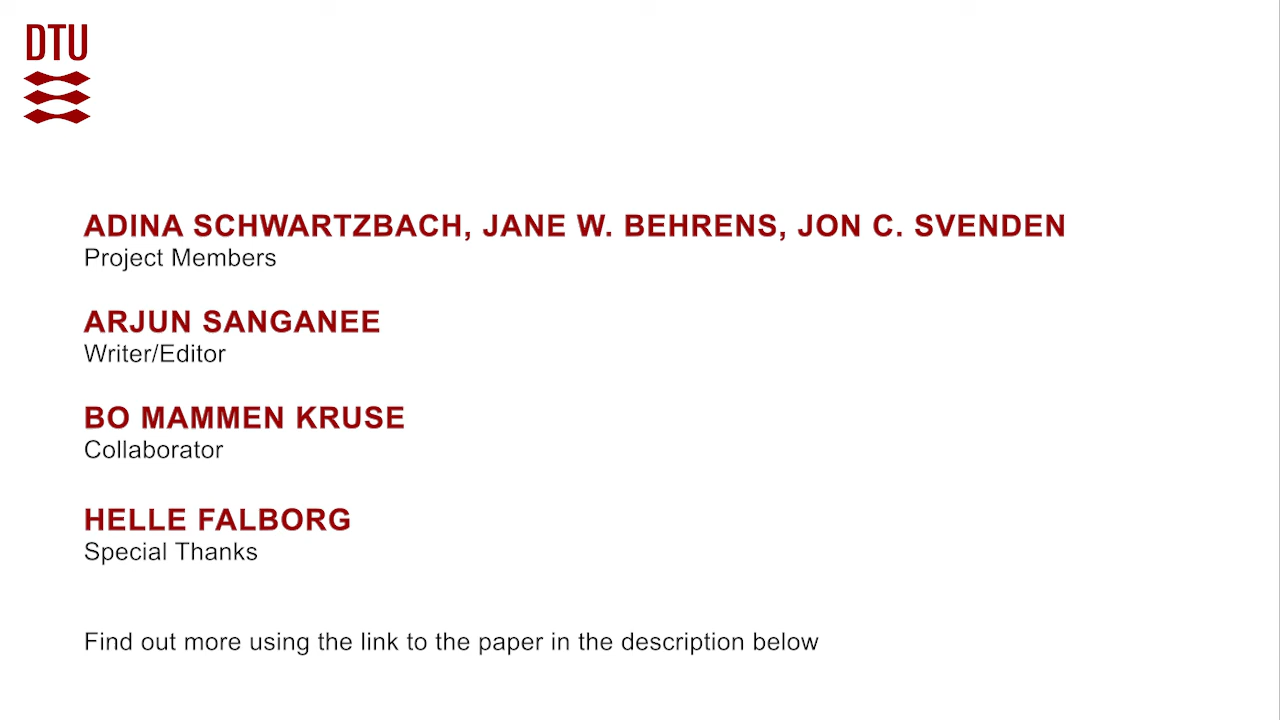 DTU
ADINA SCHWARTZBACH, JANE W. BEHRENS, JON C. SVENDEN
Project Members
ARJUN SANGANEE
Writer/Editor
BO MAMMEN KRUSE
Collaborator
HELLE FALBORG
Special Thanks
Find out more using the link to the paper in the description below